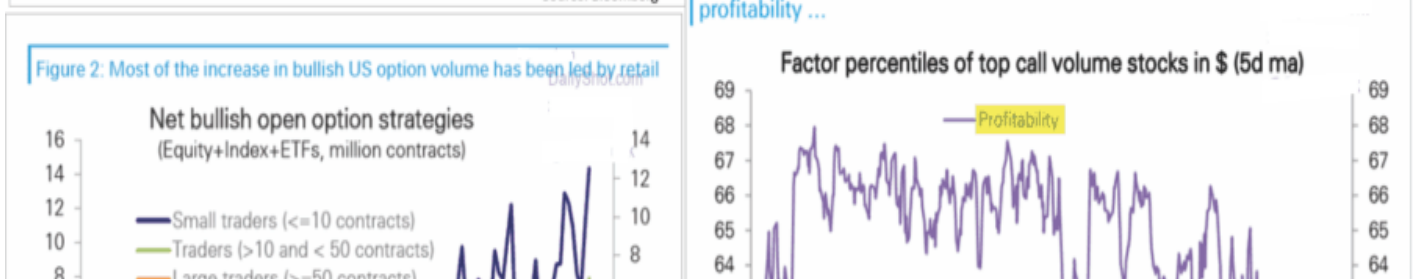 profitability ...
Figure 2: Most of the increase in bullish US option volume has been led by retail
DailyShot.com
Net bullish open option strategies
(Equity+Index+ETFs, million contracts)
16
14
12
10
8
14
12
10
8
Small traders (<=10 contracts)
Traders (>10 and < 50 contracts)
Large traders (>=50 contracts)
Factor percentiles of top call volume stocks in $ (5d ma)
69
68
67
66
65
64
Profitability
69
68
67
66
65
64